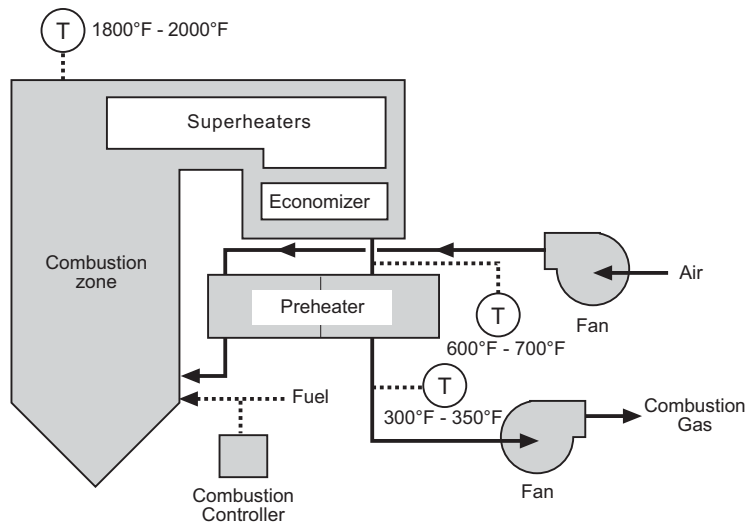 T
1800°F - 2000°F
Superheaters
Economizer
Combustion
zone
Air
Preheater
T
Fan
600°F - 700°F
T
Fuel
300°F - 350°F
Combustion
Gas
Fan
Combustion
Controller